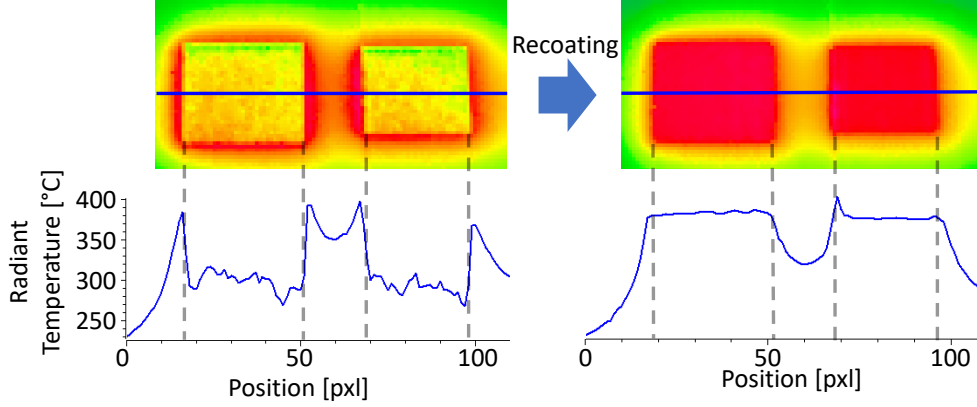 Recoating
Radiant
Temperature [°C]
400
350
300
250
0
50
100
Position [pxl]
0
50
100
Position [pxl]